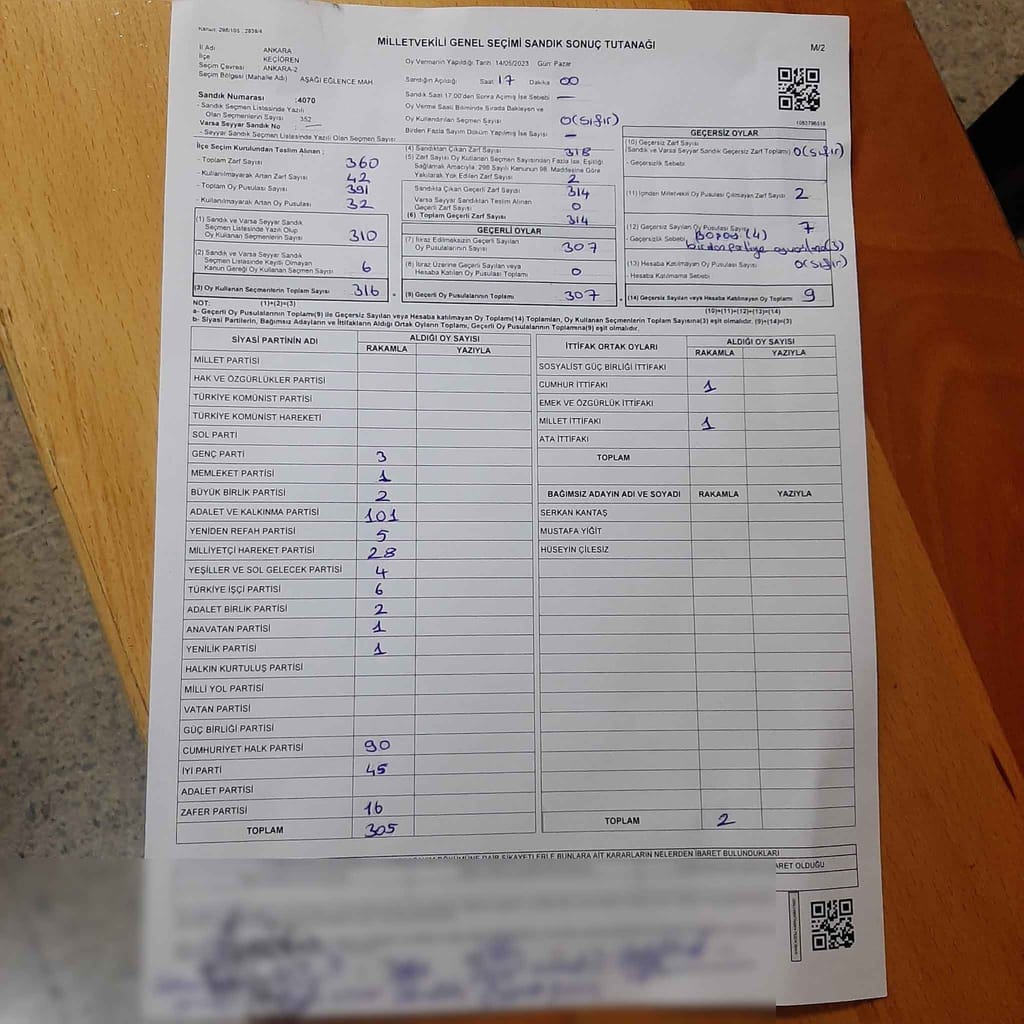 Kanun: 298/105 , 2839/4
MİLLETVEKİLİ GENEL SEÇİMİ SANDIK SONUÇ TUTANAĞI
M/2
İl Adı ANKARA
İlçe KEÇİÖREN
Seçim Çevresi ANKARA-2
Seçim Bölgesi (Mahalle Adı) AŞAĞI EĞLENCE MAH
Sandık Numarası :4070
- Sandık Seçmen Listesinde Yazılı
Olan Seçmenlerin Sayısı 352
Varsa Seyyar Sandık No —
- Seyyar Sandık Seçmen Listesinde Yazılı Olan Seçmen Sayısı
Oy Vermenin Yapıldığı Tarih :14/05/2023 Gün: Pazar
Sandığın Açıldığı Saat 17 Dakika 00
Sandık Saat 17:00'den Sonra Açılmış İse Sebebi —
Oy Verme Saati Bitiminde Sırada Bekleyen ve
Oy Kullandırılan Seçmen Sayısı 0(sıfır)
Birden Fazla Sayım Döküm Yapılmış İse Sayısı —
1083796518
İlçe Seçim Kurulundan Teslim Alınan ;
- Toplam Zarf Sayısı 360
- Kullanılmayarak Artan Zarf Sayısı 42
- Toplam Oy Pusulası Sayısı 391
- Kullanılmayarak Artan Oy Pusulası 32
(1) Sandık ve Varsa Seyyar Sandık
Seçmen Listesinde Yazılı Olup
Oy Kullanan Seçmenlerin Sayısı 310
(2) Sandık ve Varsa Seyyar Sandık
Seçmen Listesinde Kayıtlı Olmayan
Kanun Gereği Oy Kullanan Seçmen Sayısı 6
(3) Oy Kullanan Seçmenlerin Toplam Sayısı 316
(4) Sandıktan Çıkan Zarf Sayısı 318
(5) Zarf Sayısı Oy Kullanan Seçmen Sayısından Fazla İse, Eşitliği
Sağlamak Amacıyla; 298 Sayılı Kanunun 98. Maddesine Göre
Yakılarak Yok Edilen Zarf Sayısı 2
Sandıkta Çıkan Geçerli Zarf Sayısı 314
Varsa Seyyar Sandıktan Teslim Alınan
Geçerli Zarf Sayısı 0
(6) Toplam Geçerli Zarf Sayısı 314
GEÇERLİ OYLAR
(7) İtiraz Edilmeksizin Geçerli Sayılan
Oy Pusulalarının Sayısı 307
(8) İtiraz Üzerine Geçerli Sayılan veya
Hesaba Katılan Oy Pusulası Toplamı 0
= (9) Geçerli Oy Pusulalarının Toplamı 307
GEÇERSİZ OYLAR
(10) Geçersiz Zarf Sayısı
(Sandık ve Varsa Seyyar Sandık Geçersiz Zarf Toplamı) 0(sıfır)
- Geçersizlik Sebebi
(11) İçinden Milletvekili Oy Pusulası Çıkmayan Zarf Sayısı 2
(12) Geçersiz Sayılan Oy Pusulası Sayısı 7
- Geçersizlik Sebebi
(4)
(3)
(13) Hesaba Katılmayan Oy Pusulası Sayısı 0(sıfır)
- Hesaba Katılmama Sebebi
+ (14) Geçersiz Sayılan veya Hesaba Katılmayan Oy Toplamı 9
NOT: (1)+(2)=(3)
(10)+(11)+(12)+(13)=(14)
a- Geçerli Oy Pusulalarının Toplamı(9) ile Geçersiz Sayılan veya Hesaba katılmayan Oy Toplamı(14) Toplamları, Oy Kullanan Seçmenlerin Toplam Sayısına(3) eşit olmalıdır. (9)+(14)=(3)
b- Siyasi Partilerin, Bağımsız Adayların ve İttifakların Aldığı Ortak Oyların Toplamı, Geçerli Oy Pusulalarının Toplamına(9) eşit olmalıdır.
SİYASİ PARTİNİN ADI ALDIĞI OY SAYISI
RAKAMLA YAZIYLA
MİLLET PARTİSİ
HAK VE ÖZGÜRLÜKLER PARTİSİ
TÜRKİYE KOMÜNİST PARTİSİ
TÜRKİYE KOMÜNİST HAREKETİ
SOL PARTİ
GENÇ PARTİ 3
MEMLEKET PARTİSİ 1
BÜYÜK BİRLİK PARTİSİ 2
ADALET VE KALKINMA PARTİSİ 101
YENİDEN REFAH PARTİSİ 5
MİLLİYETÇİ HAREKET PARTİSİ 28
YEŞİLLER VE SOL GELECEK PARTİSİ 4
TÜRKİYE İŞÇİ PARTİSİ 6
ADALET BİRLİK PARTİSİ 2
ANAVATAN PARTİSİ 1
YENİLİK PARTİSİ 1
HALKIN KURTULUŞ PARTİSİ
MİLLİ YOL PARTİSİ
VATAN PARTİSİ
GÜÇ BİRLİĞİ PARTİSİ
CUMHURİYET HALK PARTİSİ 90
İYİ PARTİ 45
ADALET PARTİSİ
ZAFER PARTİSİ 16
TOPLAM 305
İTTİFAK ORTAK OYLARI ALDIĞI OY SAYISI
RAKAMLA YAZIYLA
SOSYALİST GÜÇ BİRLİĞİ İTTİFAKI
CUMHUR İTTİFAKI 1
EMEK VE ÖZGÜRLÜK İTTİFAKI
MİLLET İTTİFAKI 1
ATA İTTİFAKI
TOPLAM
BAĞIMSIZ ADAYIN ADI VE SOYADI RAKAMLA YAZIYLA
SERKAN KANTAŞ
MUSTAFA YİĞİT
HÜSEYİN ÇİLESİZ
TOPLAM 2
DÖKÜMÜNE DAİR ŞİKAYETLERLE BUNLARA AİT KARARLARIN NELERDEN İBARET BULUNDUKLARI
OLDUĞU